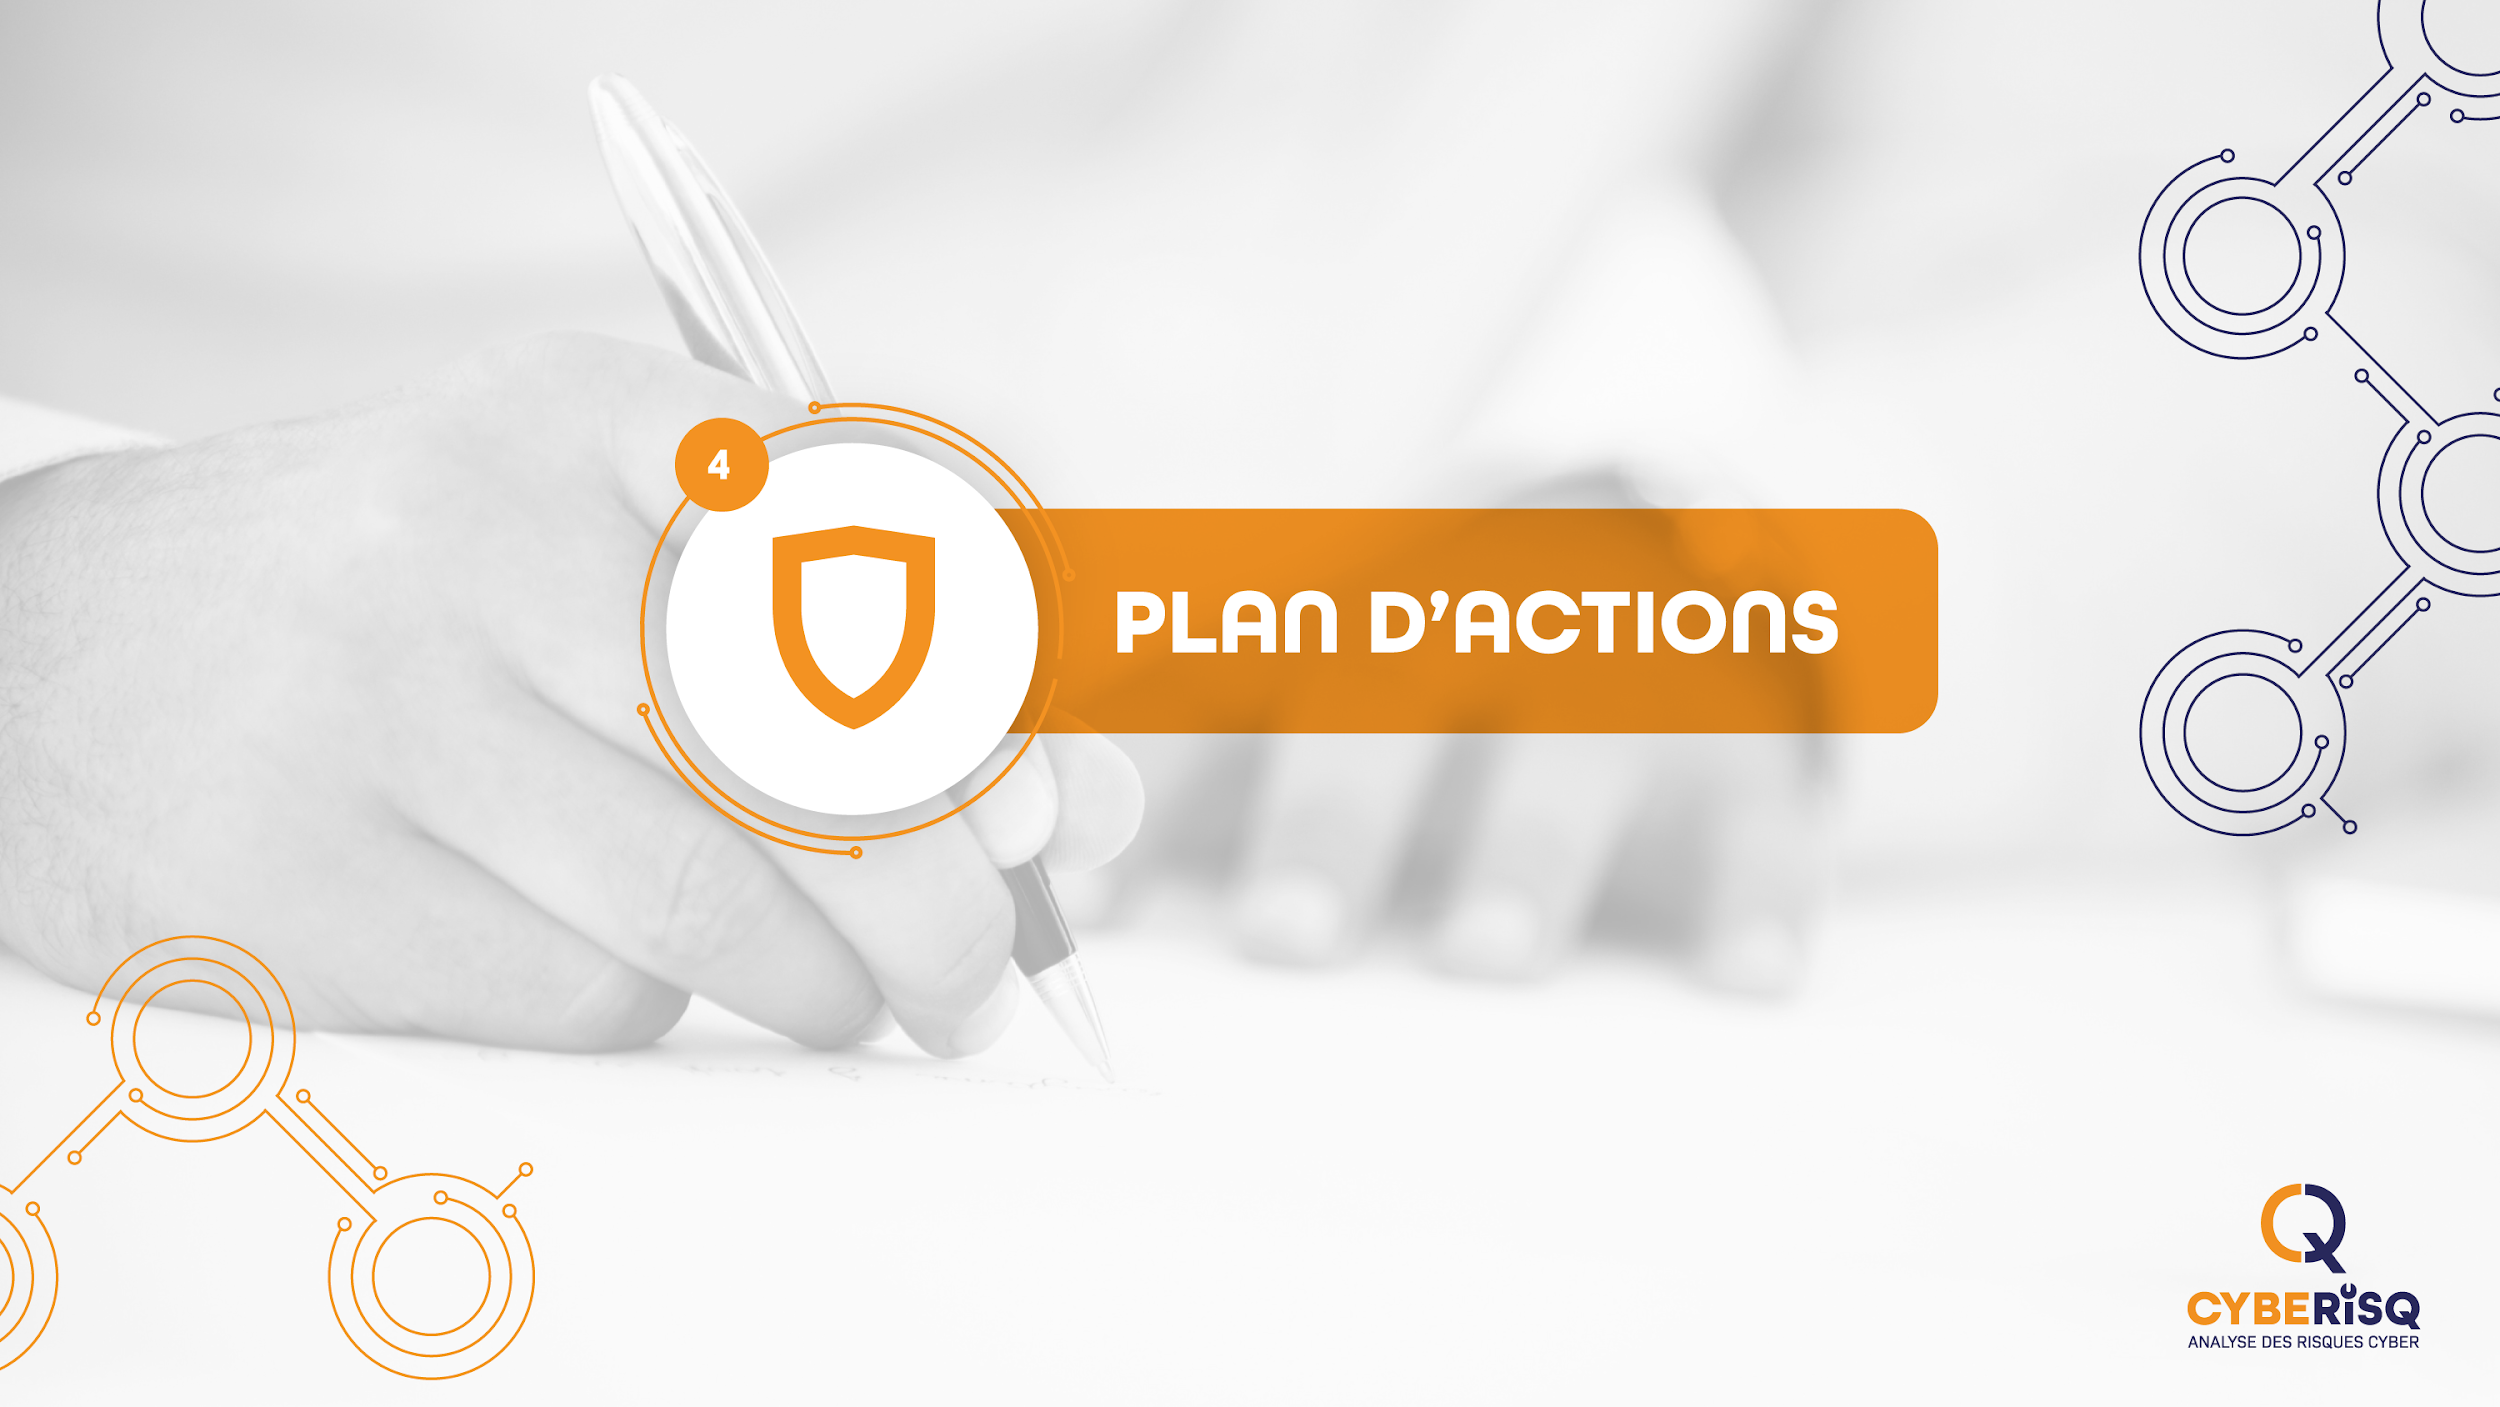 4
PLAN D’ACTIONS
CYBERiSQ
ANALYSE DES RISQUES CYBER